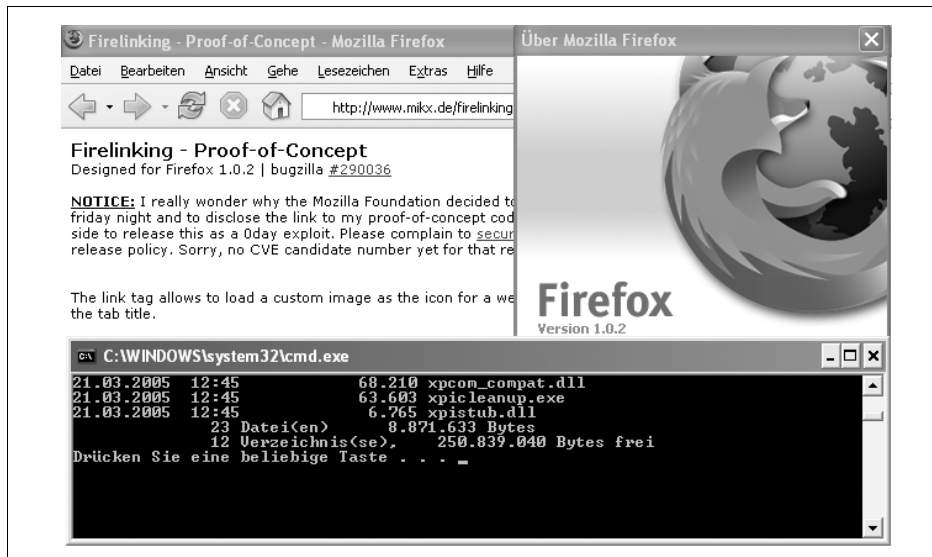 Firelinking - Proof-of-Concept - Mozilla Firefox
Datei Bearbeiten Ansicht Gehe Lesezeichen Extras Hilfe
http://www.mikx.de/firelinking
Firelinking - Proof-of-Concept
Designed for Firefox 1.0.2 | bugzilla #290036
NOTICE: I really wonder why the Mozilla Foundation decided to
friday night and to disclose the link to my proof-of-concept cod
side to release this as a 0day exploit. Please complain to secur
release policy. Sorry, no CVE candidate number yet for that re
The link tag allows to load a custom image as the icon for a we
the tab title.
Über Mozilla Firefox
Firefox
Version 1.0.2
C:\WINDOWS\system32\cmd.exe
21.03.2005 12:45 68.210 xpcom_compat.dll
21.03.2005 12:45 63.603 xpicleanup.exe
21.03.2005 12:45 6.765 xpistub.dll
23 Datei(en) 8.871.633 Bytes
12 Verzeichnis(se), 250.839.040 Bytes frei
Drücken Sie eine beliebige Taste . . . _